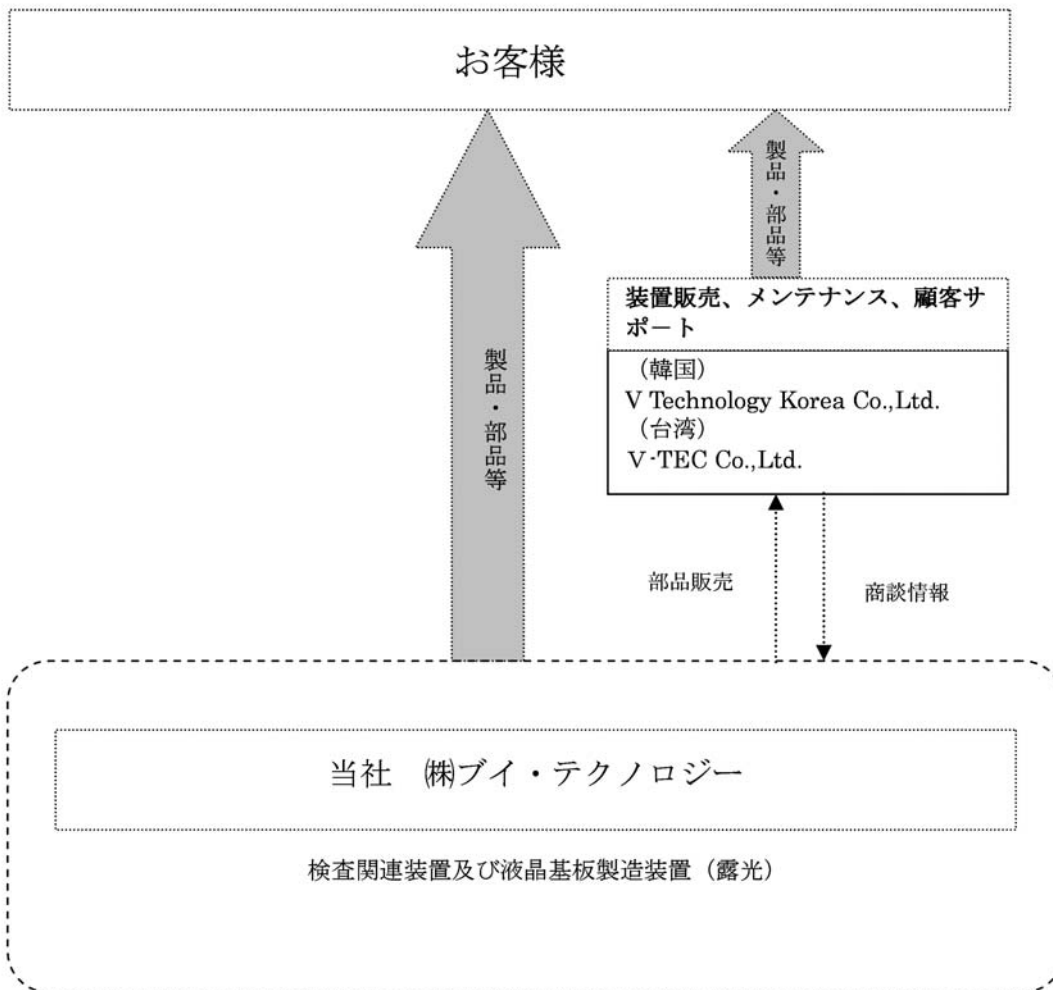 お客様
製品・部品等
製品・部品等
装置販売、メンテナンス、顧客サ
ポート
（韓国）
V Technology Korea Co.,Ltd.
（台湾）
Ｖ-TEC Co.,Ltd.
部品販売
商談情報
当社　㈱ブイ・テクノロジー
検査関連装置及び液晶基板製造装置（露光）